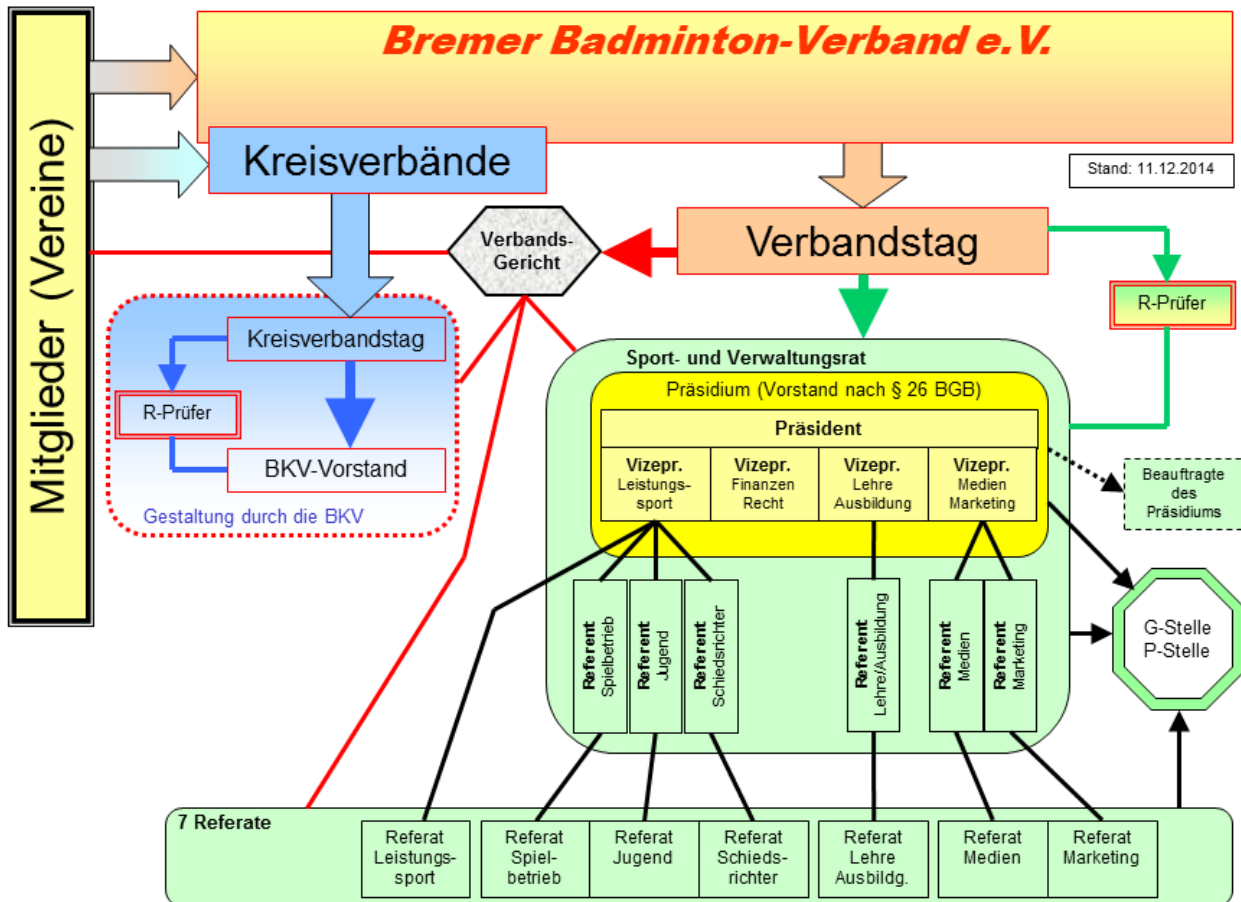 Bremer Badminton-Verband e.V.
Mitglieder (Vereine)
Kreisverbände
Stand: 11.12.2014
Verbands-
Gericht
Verbandstag
R-Prüfer
Kreisverbandstag
R-Prüfer
BKV-Vorstand
Gestaltung durch die BKV
Sport- und Verwaltungsrat
Präsidium (Vorstand nach § 26 BGB)
Präsident
Vizepr.
Leistungs-
sport
Vizepr.
Finanzen
Recht
Vizepr.
Lehre
Ausbildung
Vizepr.
Medien
Marketing
Beauftragte
des
Präsidiums
Referent
Spielbetrieb
Referent
Jugend
Referent
Schiedsrichter
Referent
Lehre/Ausbildung
Referent
Medien
Referent
Marketing
G-Stelle
P-Stelle
7 Referate
Referat
Leistungs-
sport
Referat
Spiel-
betrieb
Referat
Jugend
Referat
Schieds-
richter
Referat
Lehre
Ausbildg.
Referat
Medien
Referat
Marketing